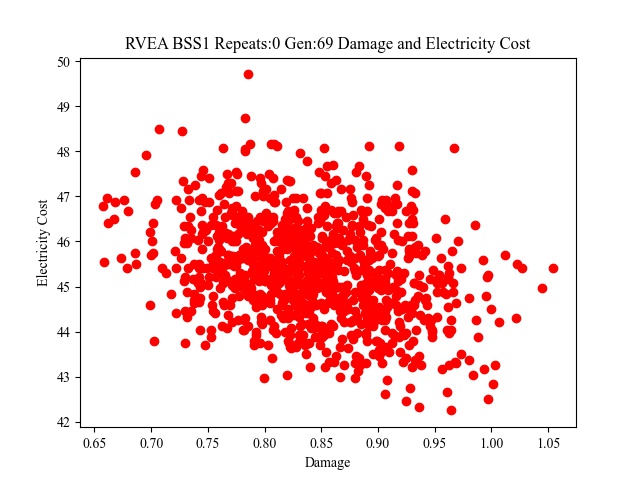 RVEA BSS1 Repeats:0 Gen:69 Damage and Electricity Cost
50
49
48
47
46
45
44
43
42
Electricity Cost
0.65 0.70 0.75 0.80 0.85 0.90 0.95 1.00 1.05
Damage